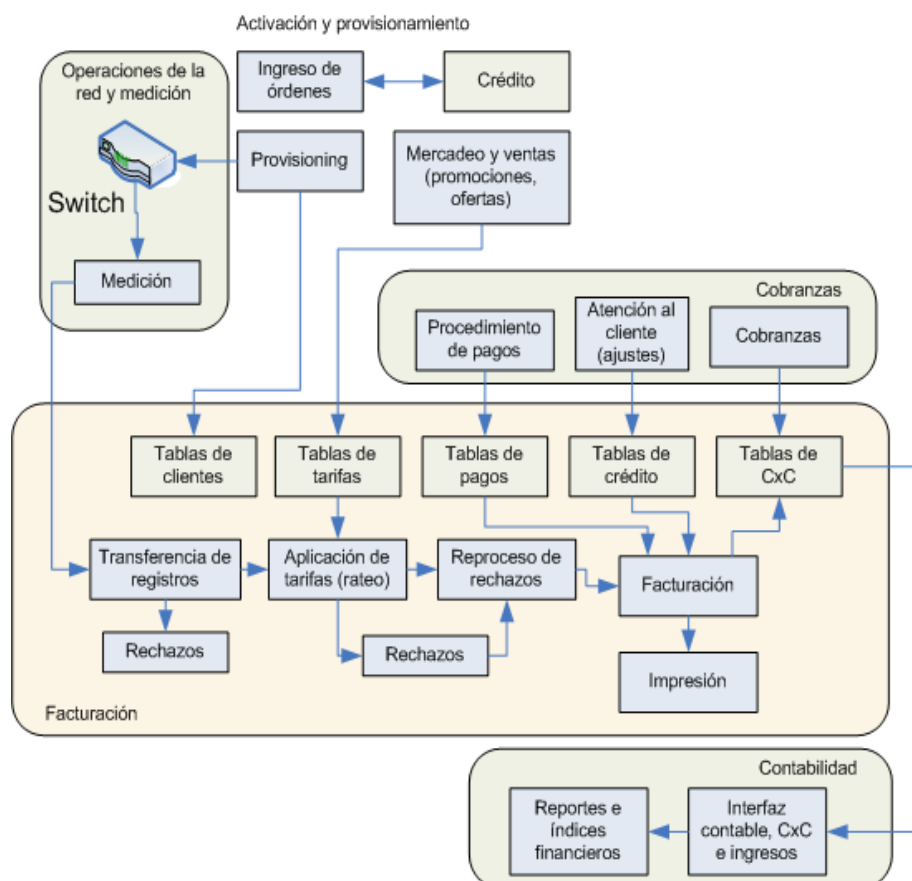 Activación y provisionamiento
Operaciones de la
red y medición
Ingreso de
órdenes
Crédito
Provisioning
Mercadeo y ventas
(promociones,
ofertas)
Switch
Medición
Cobranzas
Procedimiento
de pagos
Atención al
cliente
(ajustes)
Cobranzas
Tablas de
clientes
Tablas de
tarifas
Tablas de
pagos
Tablas de
crédito
Tablas de
CxC
Transferencia de
registros
Aplicación de
tarifas (rateo)
Reproceso de
rechazos
Facturación
Rechazos
Rechazos
Impresión
Facturación
Contabilidad
Reportes e
índices
financieros
Interfaz
contable, CxC
e ingresos